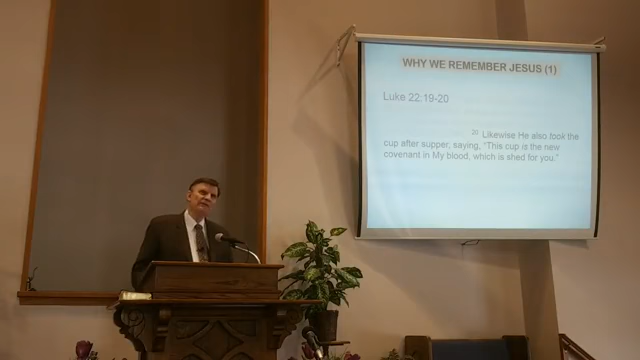 WHY WE REMEMBER JESUS (1)
Luke 22:19-20
20 Likewise He also took the
cup after supper, saying, “This cup is the new
covenant in My blood, which is shed for you.”